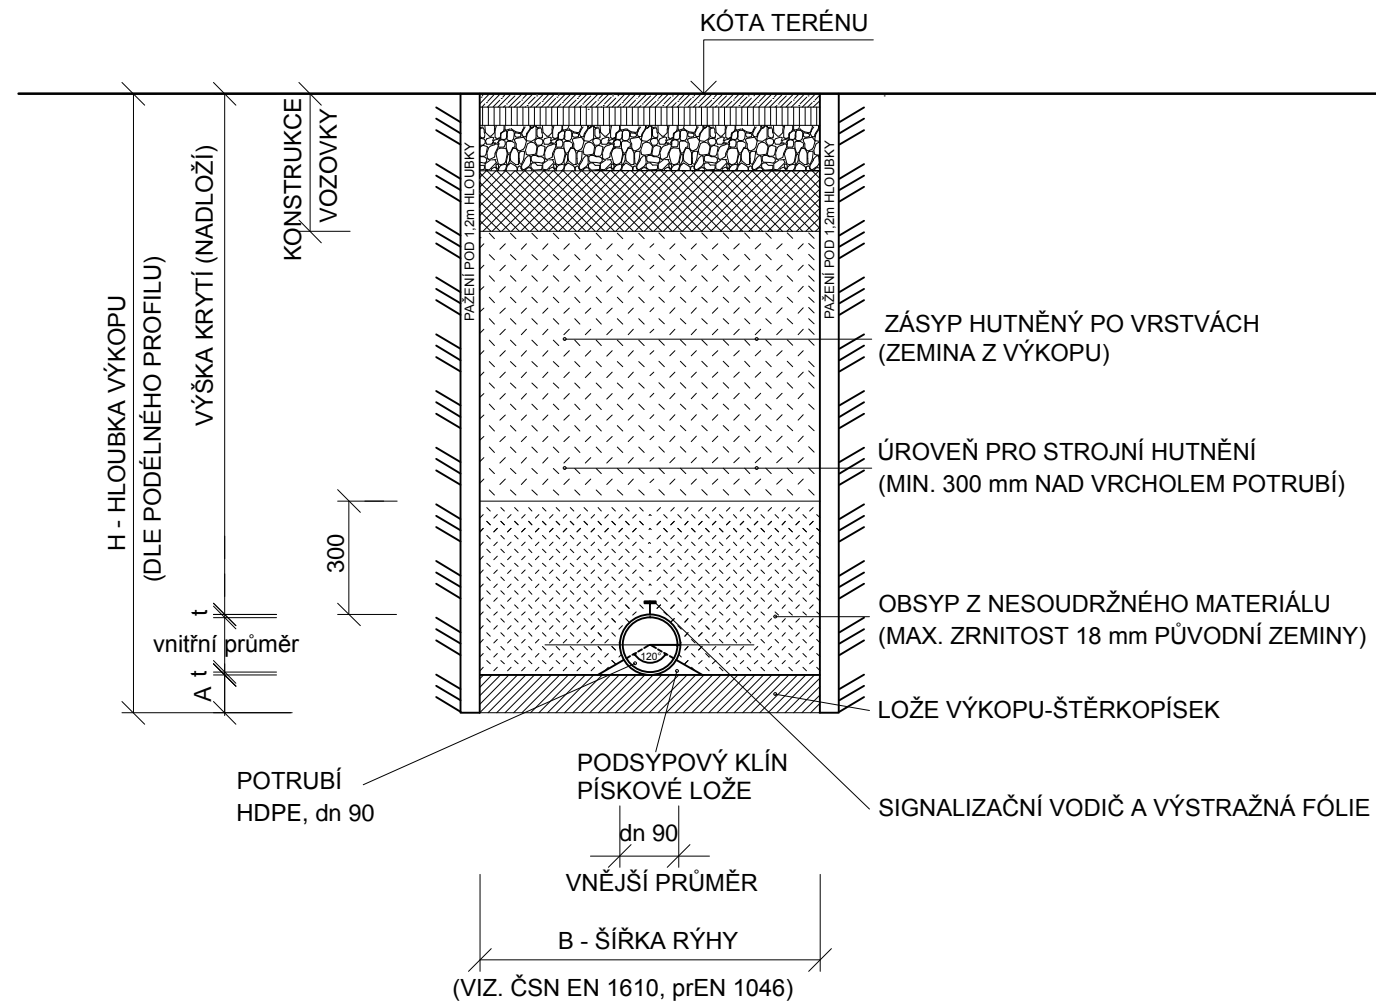 KÓTA TERÉNU
KONSTRUKCE
VOZOVKY
PAŽENÍ POD 1,2m HLOUBKY
PAŽENÍ POD 1,2m HLOUBKY
H - HLOUBKA VÝKOPU
(DLE PODÉLNÉHO PROFILU)
VÝŠKA KRYTÍ (NADLOŽÍ)
ZÁSYP HUTNĚNÝ PO VRSTVÁCH
(ZEMINA Z VÝKOPU)
ÚROVEŇ PRO STROJNÍ HUTNĚNÍ
(MIN. 300 mm NAD VRCHOLEM POTRUBÍ)
300
t
vnitřní průměr
t
A
120°
OBSYP Z NESOUDRŽNÉHO MATERIÁLU
(MAX. ZRNITOST 18 mm PŮVODNÍ ZEMINY)
LOŽE VÝKOPU-ŠTĚRKOPÍSEK
POTRUBÍ
HDPE, dn 90
PODSYPOVÝ KLÍN
PÍSKOVÉ LOŽE
SIGNALIZAČNÍ VODIČ A VÝSTRAŽNÁ FÓLIE
dn 90
VNĚJŠÍ PRŮMĚR
B - ŠÍŘKA RÝHY
(VIZ. ČSN EN 1610, prEN 1046)